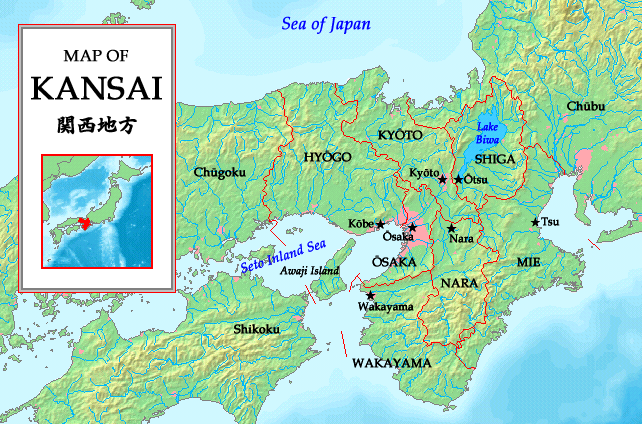 Sea of Japan
MAP OF
KANSAI
関西地方
Chūbu
KYŌTO
Lake
Biwa
HYŌGO
SHIGA
Chūgoku
Kyōto
Ōtsu
Kōbe
Ōsaka
Nara
Tsu
Seto Inland Sea
Awaji Island
ŌSAKA
MIE
NARA
Wakayama
Shikoku
WAKAYAMA